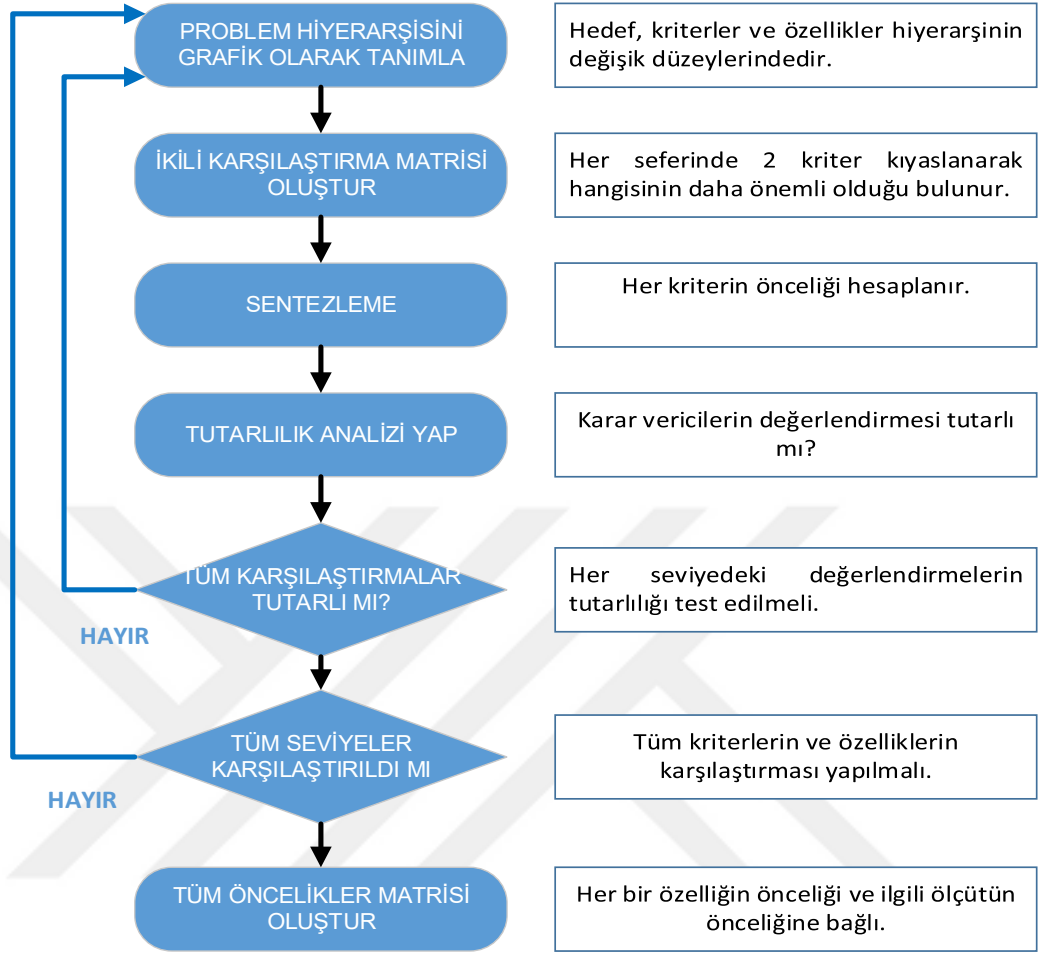 PROBLEM HİYERARŞİSİNİ
GRAFİK OLARAK TANIMLA
Hedef, kriterler ve özellikler hiyerarşinin
değişik düzeylerindedir.
İKİLİ KARŞILAŞTIRMA MATRİSİ
OLUŞTUR
Her seferinde 2 kriter kıyaslanarak
hangisinin daha önemli olduğu bulunur.
SENTEZLEME
Her kriterin önceliği hesaplanır.
TUTARLILIK ANALİZİ YAP
Karar vericilerin değerlendirmesi tutarlı
mı?
TÜM KARŞILAŞTIRMALAR
TUTARLI MI?
Her seviyedeki değerlendirmelerin
tutarlılığı test edilmeli.
HAYIR
TÜM SEVİYELER
KARŞILAŞTIRILDI MI
Tüm kriterlerin ve özelliklerin
karşılaştırması yapılmalı.
HAYIR
TÜM ÖNCELİKLER MATRİSİ
OLUŞTUR
Her bir özelliğin önceliği ve ilgili ölçütün
önceliğine bağlı.